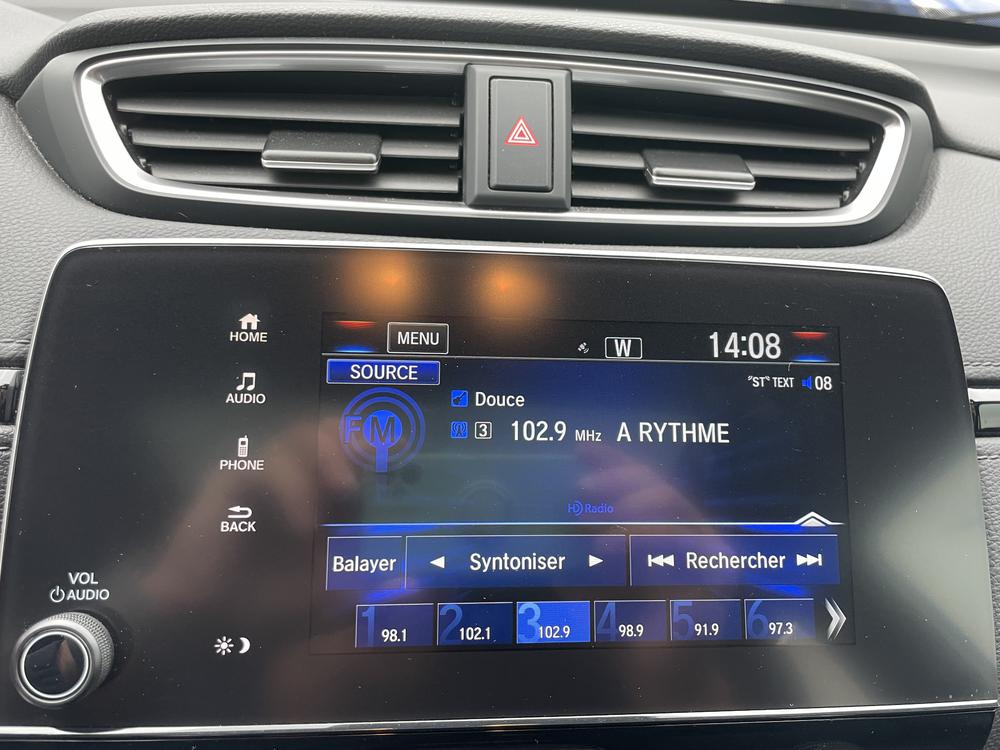 HOME
AUDIO
PHONE
BACK
VOL
AUDIO
MENU
W
14:08
SOURCE
"ST" TEXT
08
FM
Douce
3
102.9 MHz A RYTHME
HD Radio
Balayer
Syntoniser
Rechercher
1 98.1
2 102.1
3 102.9
4 98.9
5 91.9
6 97.3